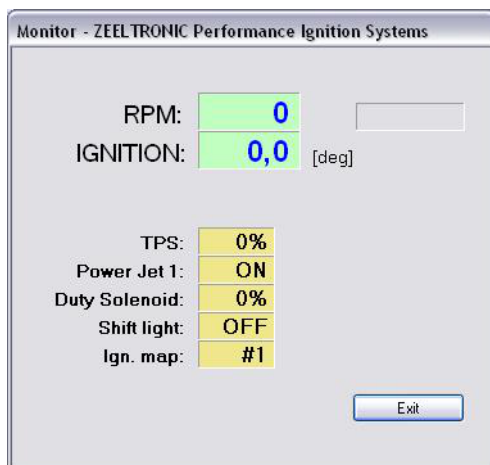 Monitor - ZEELTRONIC Performance Ignition Systems
RPM: 0
IGNITION: 0,0 [deg]
TPS: 0%
Power Jet 1: ON
Duty Solenoid: 0%
Shift light: OFF
Ign. map: #1
Exit